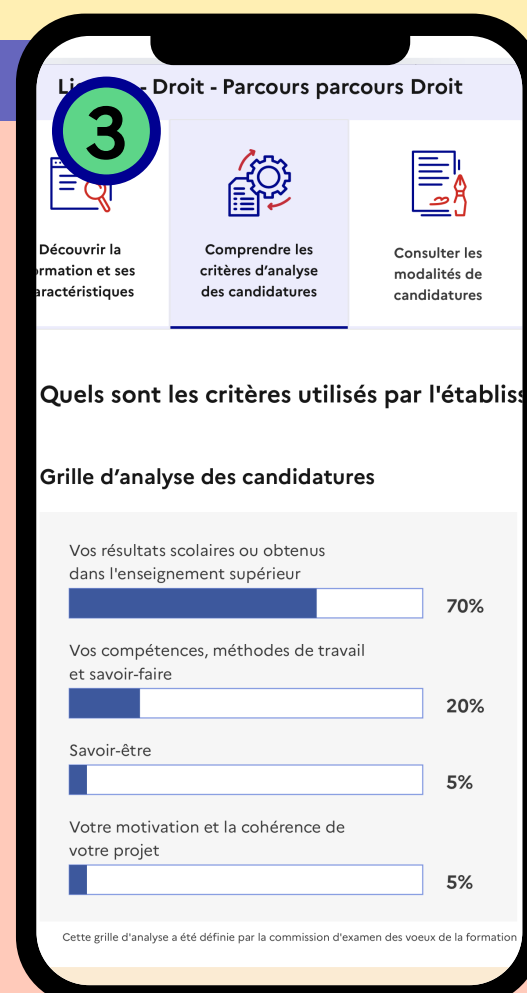 Droit - Parcours parcours Droit
3
Découvrir la
formation et ses
caractéristiques
Comprendre les
critères d'analyse
des candidatures
Consulter les
modalités de
candidatures
Quels sont les critères utilisés par l'établiss
Grille d'analyse des candidatures
Vos résultats scolaires ou obtenus
dans l'enseignement supérieur
70%
Vos compétences, méthodes de travail
et savoir-faire
20%
Savoir-être
5%
Votre motivation et la cohérence de
votre projet
5%
Cette grille d'analyse a été définie par la commission d'examen des voeux de la formation